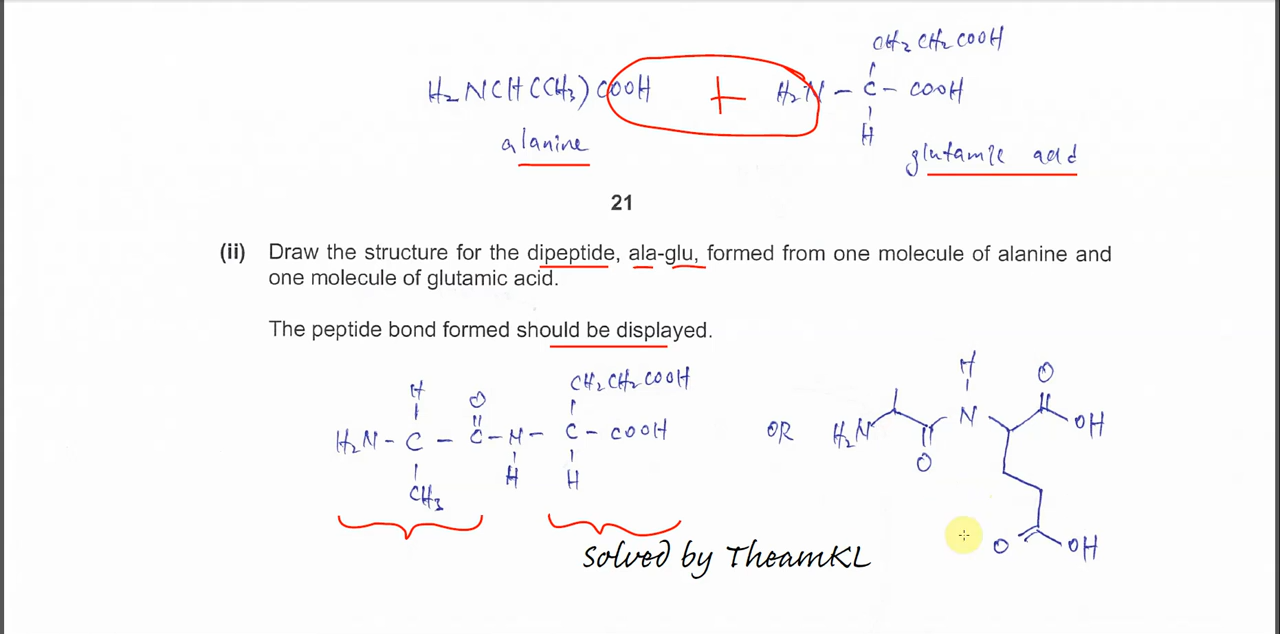 CH₂CH₂COOH
H₂NCH(CH₃)COOH + H₂N – C – COOH
H
alanine
glutamic acid
21
(ii) Draw the structure for the dipeptide, ala-glu, formed from one molecule of alanine and
one molecule of glutamic acid.
The peptide bond formed should be displayed.
H O CH₂CH₂COOH
H₂N – C – C – N – C – COOH
CH₃ H H
OR
H O
H₂N N OH
O
O OH
Solved by TheamKL